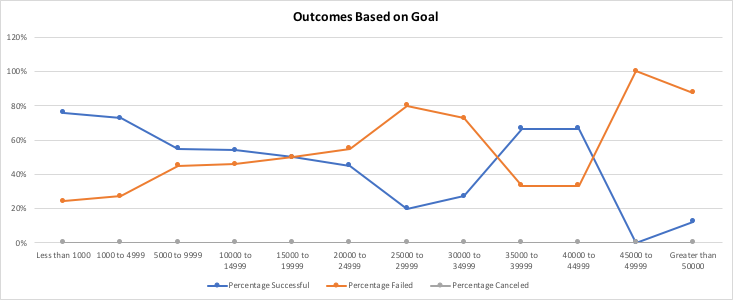 Outcomes Based on Goal
120%
100%
80%
60%
40%
20%
0%
Less than 1000 1000 to 4999 5000 to 9999 10000 to 14999 15000 to 19999 20000 to 24999 25000 to 29999 30000 to 34999 35000 to 39999 40000 to 44999 45000 to 49999 Greater than 50000
Percentage Successful Percentage Failed Percentage Canceled